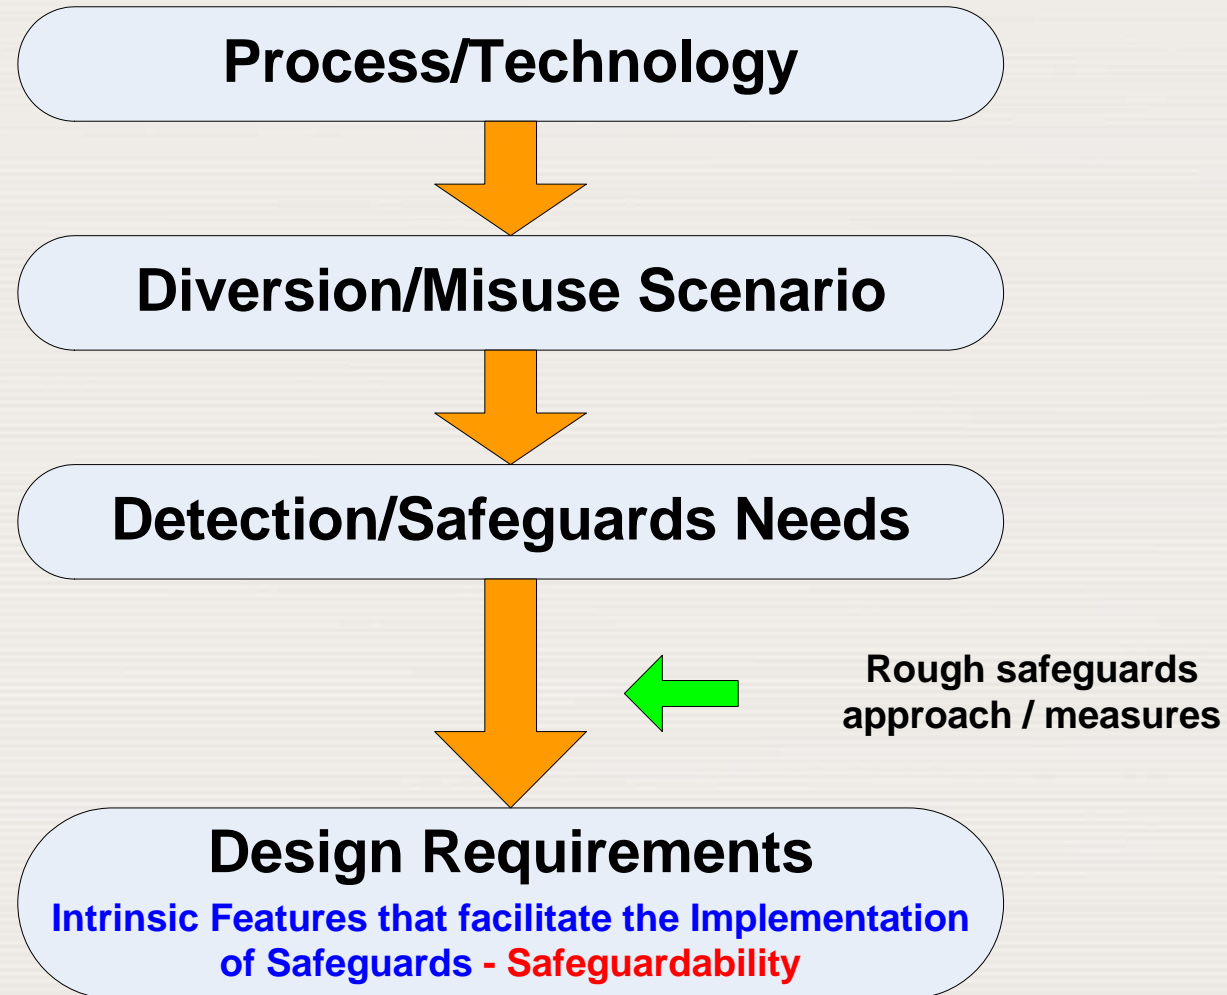 Process/Technology
Diversion/Misuse Scenario
Detection/Safeguards Needs
Rough safeguards
approach / measures
Design Requirements
Intrinsic Features that facilitate the Implementation
of Safeguards - Safeguardability